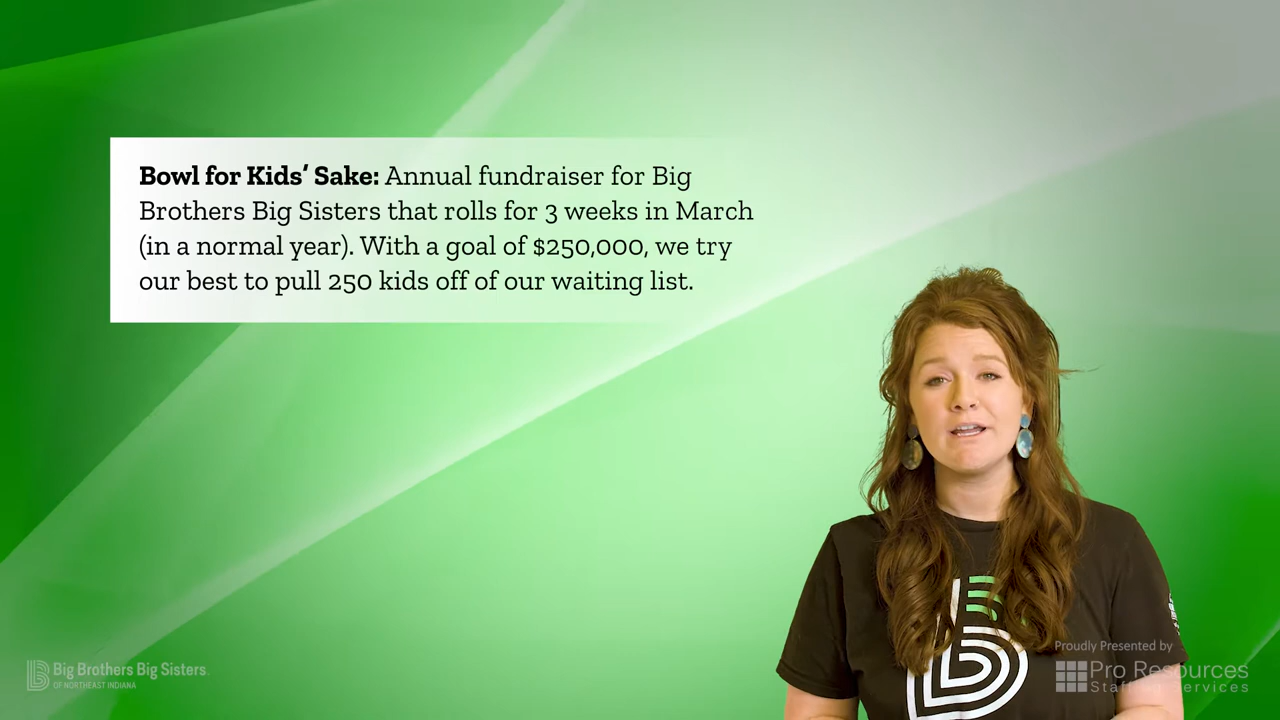 Bowl for Kids’ Sake: Annual fundraiser for Big
Brothers Big Sisters that rolls for 3 weeks in March
(in a normal year). With a goal of $250,000, we try
our best to pull 250 kids off of our waiting list.
Big Brothers Big Sisters.
OF NORTHEAST INDIANA
Proudly Presented by
Pro Resources
Staffing Services